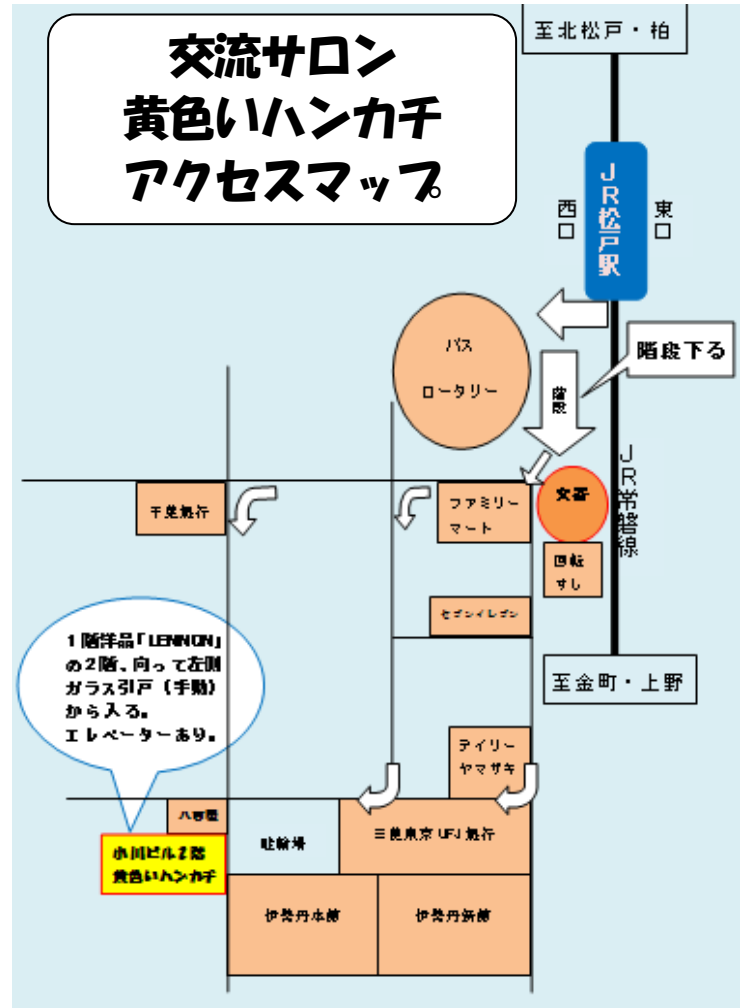 交流サロン
黄色いハンカチ
アクセスマップ
至北松戸・柏
JR松戸駅
西口
東口
階段下る
バス
ロータリー
階段
JR常磐線
千葉銀行
ファミリー
マート
交番
回転
すし
セブンイレブン
至金町・上野
1階洋品「LENNON」
の2階、向って左側
ガラス引戸(手動)
から入る。
エレベーターあり。
デイリー
ヤマザキ
八百屋
駐輪場
三菱東京UFJ銀行
小川ビル2階
黄色いハンカチ
伊勢丹本館
伊勢丹新館